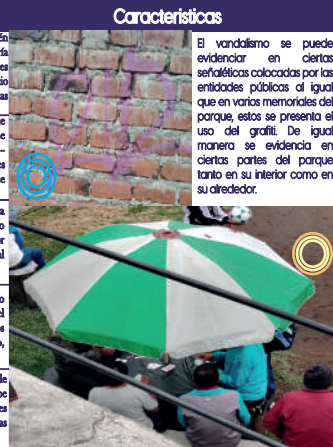 Características
El vandalismo se puede
evidenciar en ciertas
señaléticas colocadas por las
entidades públicas al igual
que en varios memoriales del
parque, estos se presenta el
uso del grafiti. De igual
manera se evidencia en
ciertas partes del parque
tanto en su interior como en
su alrededor.